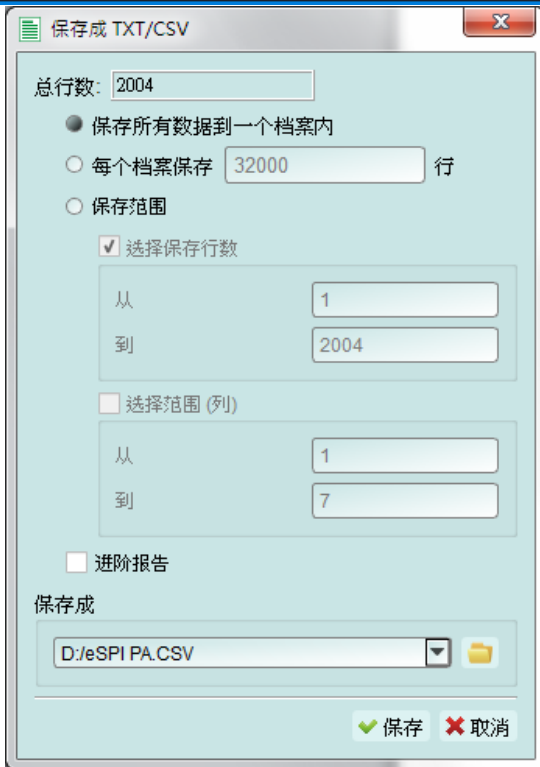 保存成 TXT/CSV
总行数: 2004
保存所有数据到一个档案内
每个档案保存 32000 行
保存范围
选择保存行数
从 1
到 2004
选择范围 (列)
从 1
到 7
进阶报告
保存成
D:/eSPI PA.CSV
保存 取消